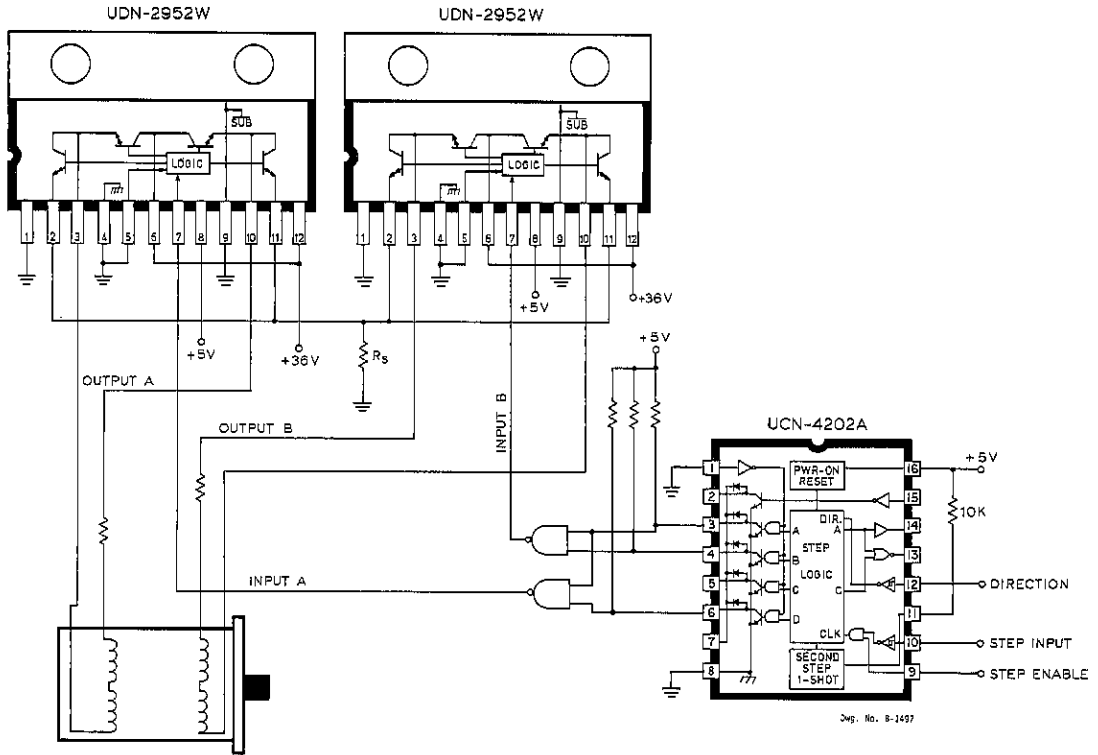 UDN-2952W
UDN-2952W
SUB
SUB
LOGIC
LOGIC
1 2 3 4 5 6 7 8 9 10 11 12
1 2 3 4 5 6 7 8 9 10 11 12
+5V
+36V
+5V
+36V
Rs
+5V
OUTPUT A
OUTPUT B
INPUT B
INPUT A
UCN-4202A
1
2
3
4
5
6
7
8
16
15
14
13
12
11
10
9
PWR-ON
RESET
DIR.
A
A
STEP
B
LOGIC
C
C
D
CLK
SECOND
STEP
1-SHOT
+5V
10K
DIRECTION
STEP INPUT
STEP ENABLE
Dwg. No. B-1497